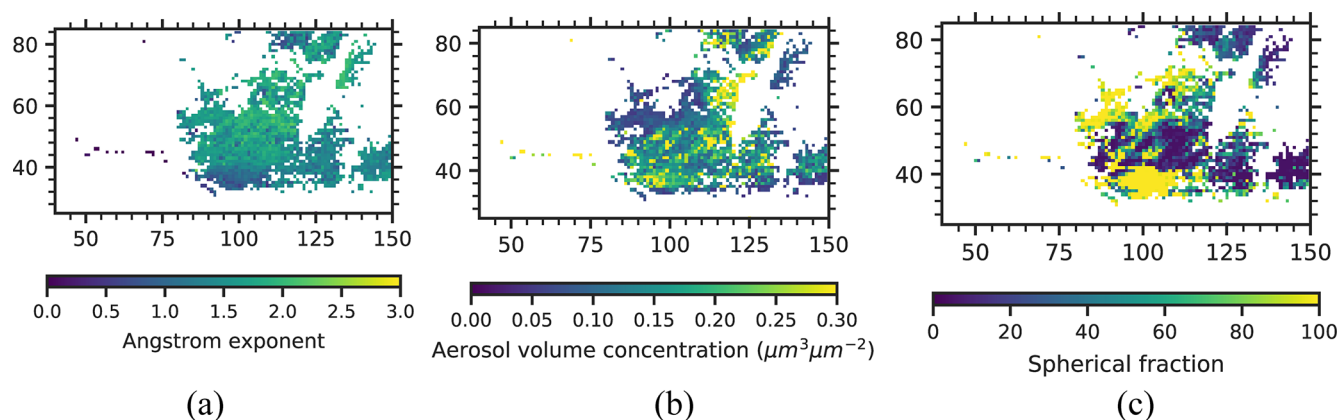 80
60
40
50 75 100 125 150
0.0 0.5 1.0 1.5 2.0 2.5 3.0
Angstrom exponent
(a)
80
60
40
50 75 100 125 150
0.00 0.05 0.10 0.15 0.20 0.25 0.30
Aerosol volume concentration (μm³μm⁻²)
(b)
80
60
40
50 75 100 125 150
0 20 40 60 80 100
Spherical fraction
(c)